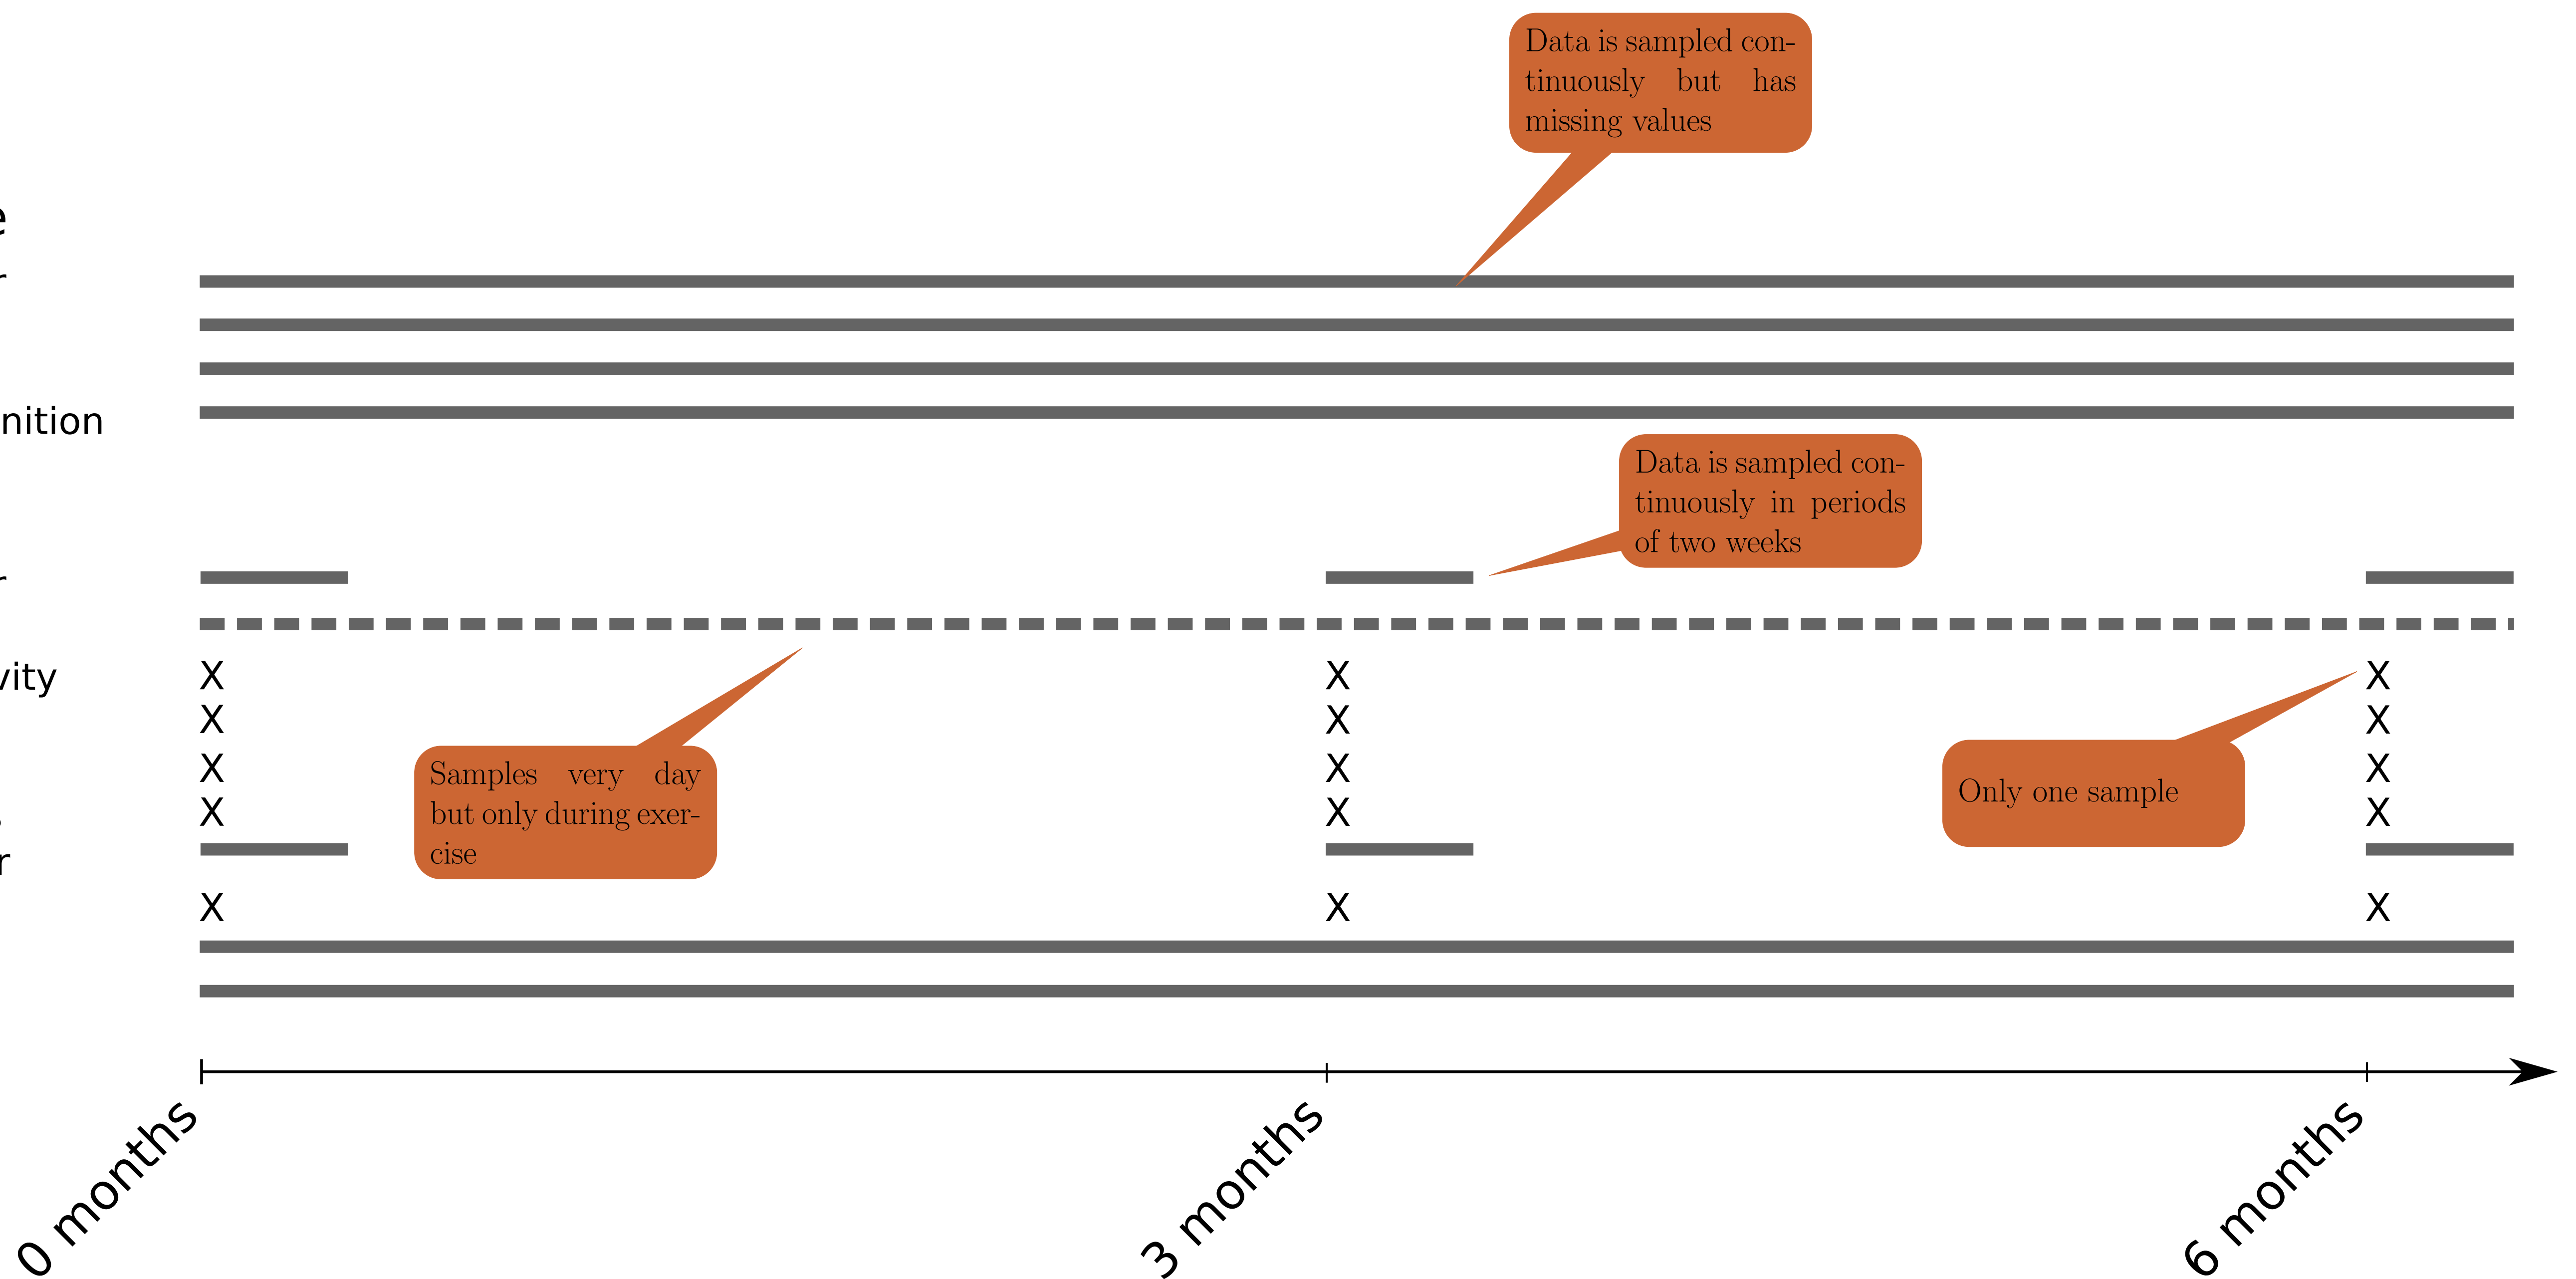 Data is sampled con-
tinuously but has
missing values
e
r
nition
Data is sampled con-
tinuously in periods
of two weeks
r
vity
X X X
X X X
Samples very day
but only during exer-
cise
Only one sample
X X X
X X X
r
X X X
0 months
3 months
6 months